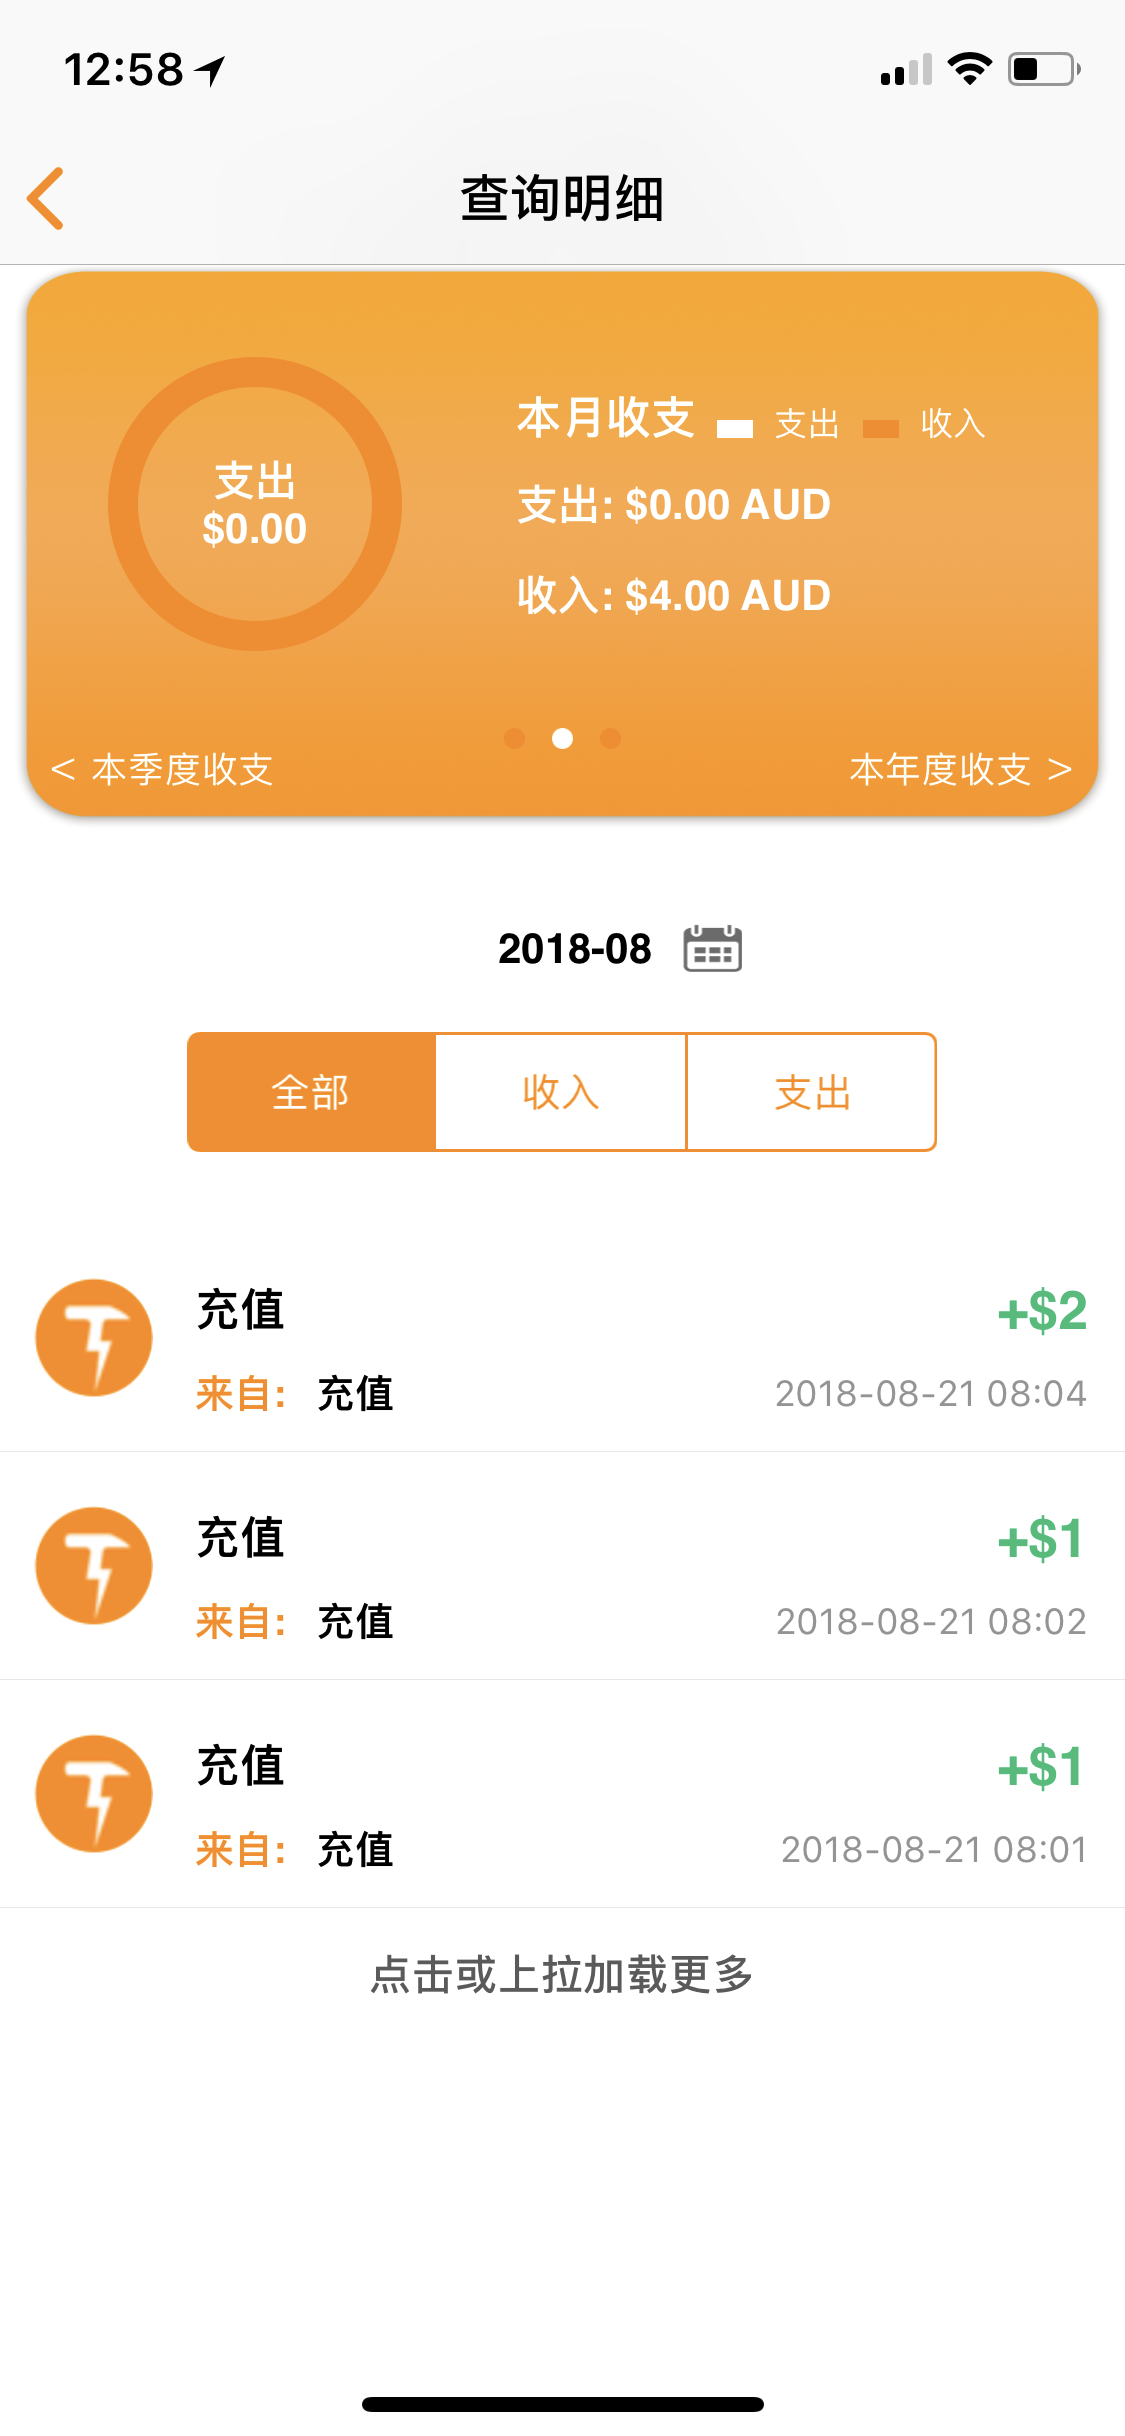 12:58
查询明细
支出
$0.00
本月收支 支出 收入
支出: $0.00 AUD
收入: $4.00 AUD
< 本季度收支
本年度收支 >
2018-08
全部 收入 支出
充值 +$2
来自: 充值 2018-08-21 08:04
充值 +$1
来自: 充值 2018-08-21 08:02
充值 +$1
来自: 充值 2018-08-21 08:01
点击或上拉加载更多